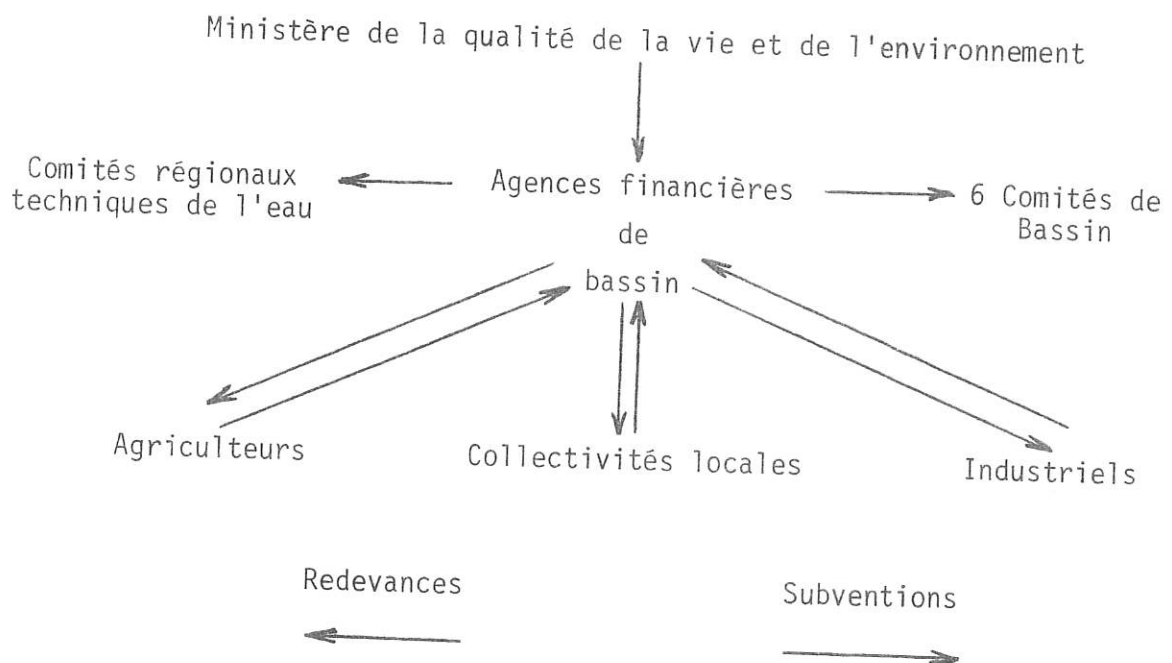 Ministère de la qualité de la vie et de l'environnement
Comités régionaux
techniques de l'eau
Agences financières
de
bassin
6 Comités de
Bassin
Agriculteurs
Collectivités locales
Industriels
Redevances
Subventions